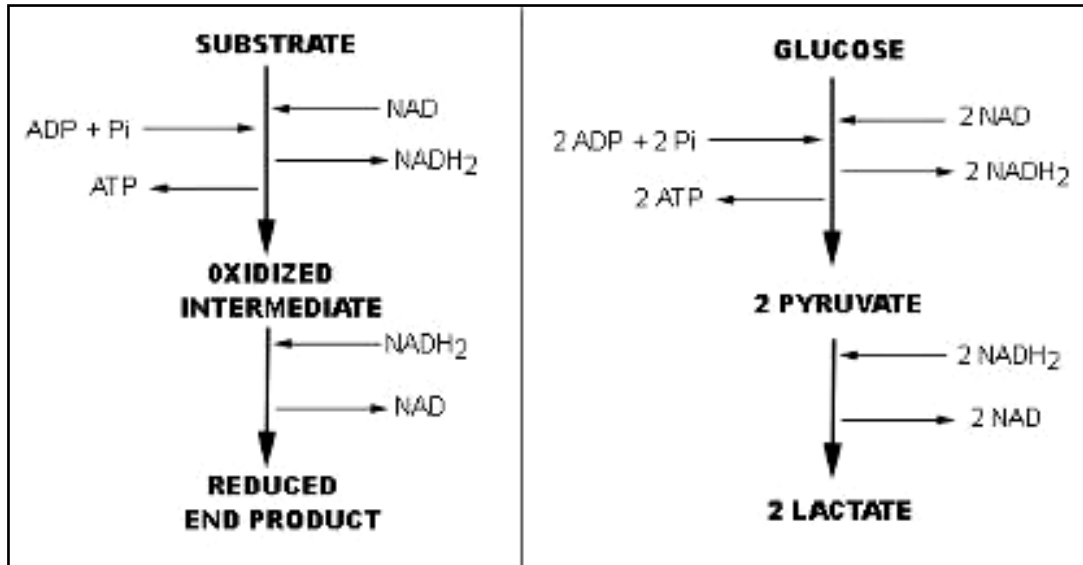 SUBSTRATE
NAD
ADP + Pi
NADH2
ATP
0XIDIZED
INTERMEDIATE
NADH2
NAD
REDUCED
END PRODUCT
GLUCOSE
2 NAD
2 ADP + 2 Pi
2 NADH2
2 ATP
2 PYRUVATE
2 NADH2
2 NAD
2 LACTATE